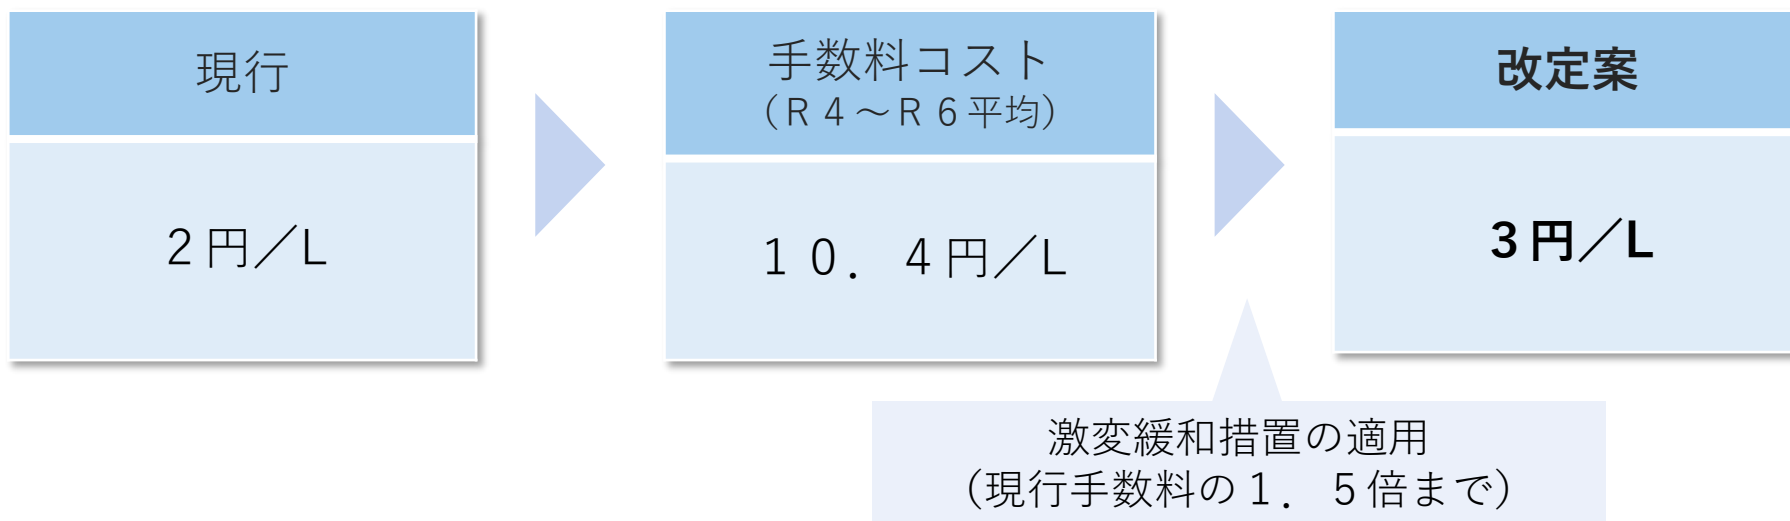 現行
2円／L
手数料コスト
（R4～R6平均）
10．4円／L
改定案
3円／L
激変緩和措置の適用
（現行手数料の1．5倍まで）